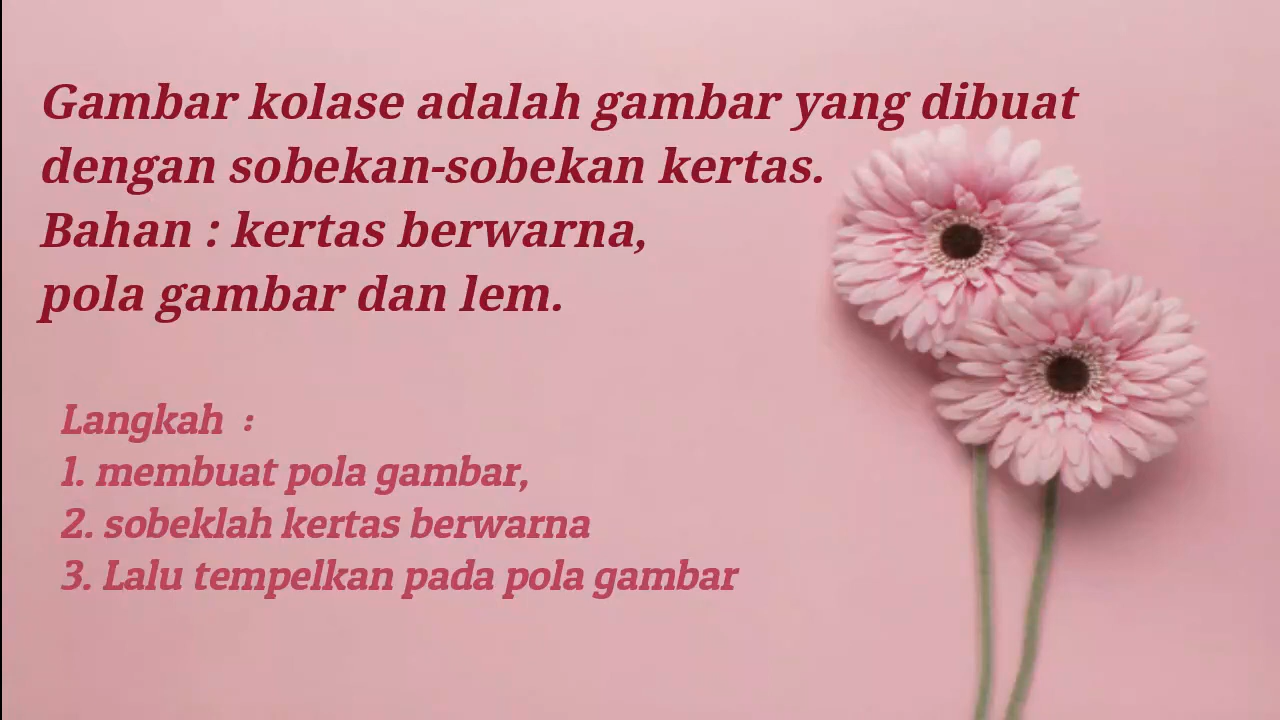 Gambar kolase adalah gambar yang dibuat
dengan sobekan-sobekan kertas.
Bahan : kertas berwarna,
pola gambar dan lem.
Langkah :
1. membuat pola gambar,
2. sobeklah kertas berwarna
3. Lalu tempelkan pada pola gambar